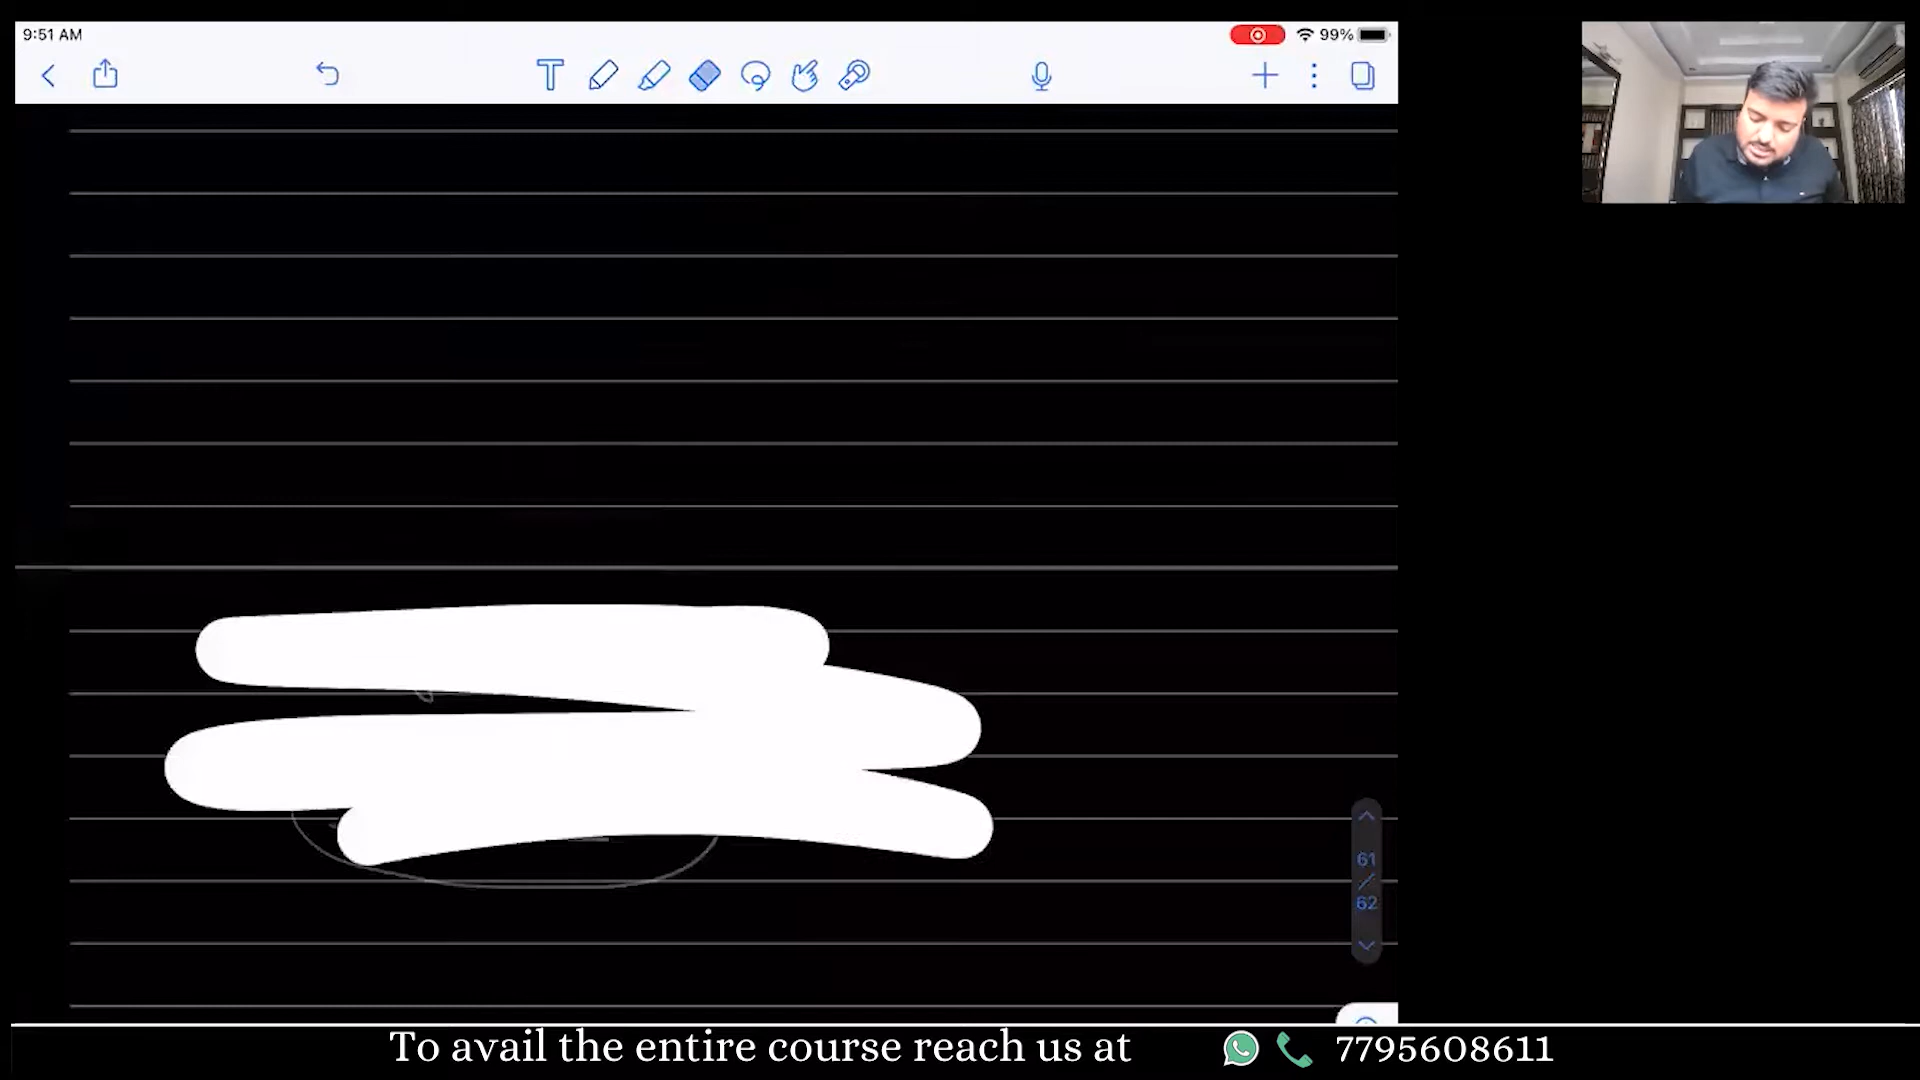 9:51 AM
99%
61
62
To avail the entire course reach us at 7795608611